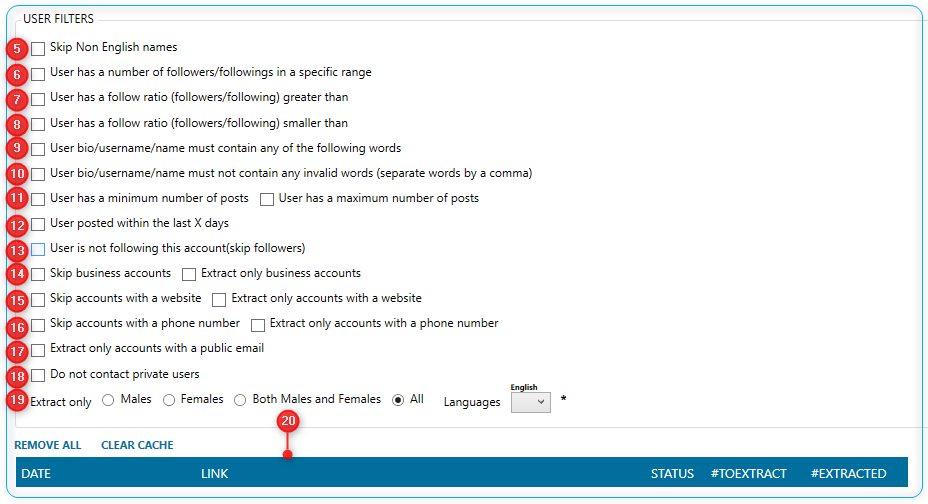 USER FILTERS
5 Skip Non English names
6 User has a number of followers/followings in a specific range
7 User has a follow ratio (followers/following) greater than
8 User has a follow ratio (followers/following) smaller than
9 User bio/username/name must contain any of the following words
10 User bio/username/name must not contain any invalid words (separate words by a comma)
11 User has a minimum number of posts User has a maximum number of posts
12 User posted within the last X days
13 User is not following this account(skip followers)
14 Skip business accounts Extract only business accounts
15 Skip accounts with a website Extract only accounts with a website
16 Skip accounts with a phone number Extract only accounts with a phone number
17 Extract only accounts with a public email
18 Do not contact private users
English
19 Extract only Males Females Both Males and Females All Languages *
20
REMOVE ALL CLEAR CACHE
DATE LINK STATUS #TOEXTRACT #EXTRACTED